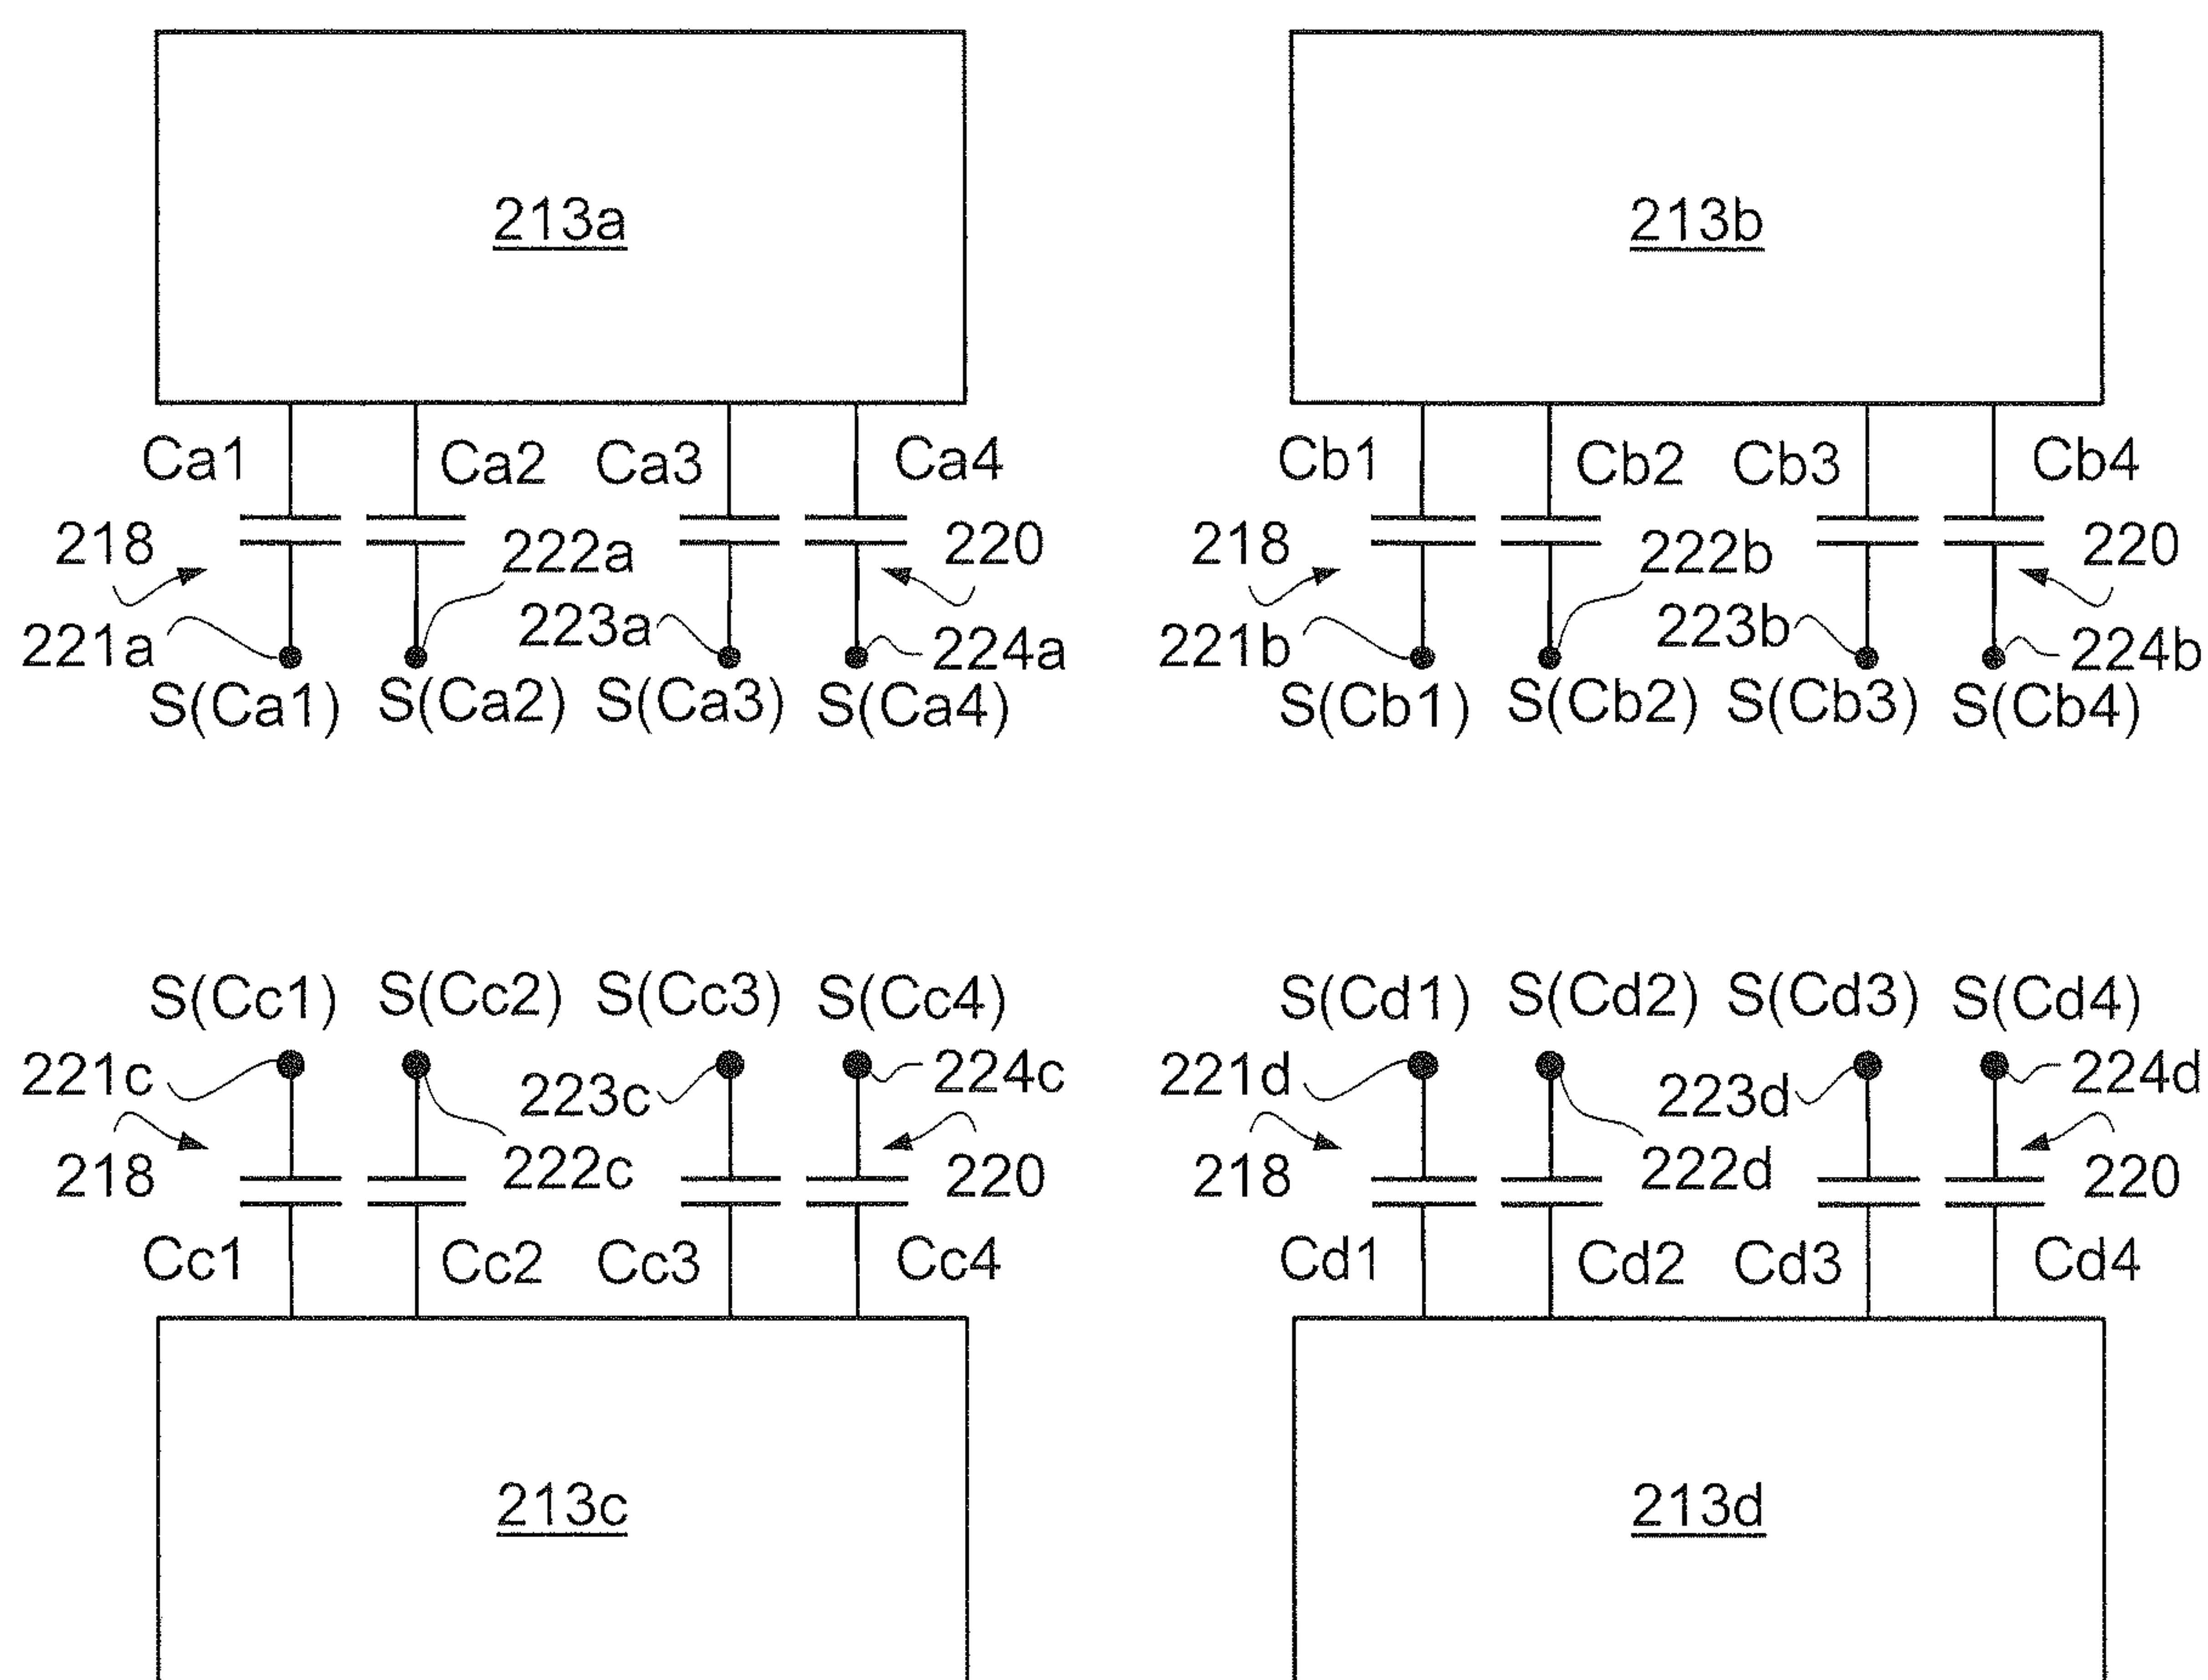 213a
213b
Ca1 Ca2 Ca3 Ca4
Cb1 Cb2 Cb3 Cb4
218 222a 220
218 222b 220
221a 223a 224a
221b 223b 224b
S(Ca1) S(Ca2) S(Ca3) S(Ca4)
S(Cb1) S(Cb2) S(Cb3) S(Cb4)
S(Cc1) S(Cc2) S(Cc3) S(Cc4)
S(Cd1) S(Cd2) S(Cd3) S(Cd4)
221c 223c 224c
221d 223d 224d
218 222c 220
218 222d 220
Cc1 Cc2 Cc3 Cc4
Cd1 Cd2 Cd3 Cd4
213c
213d